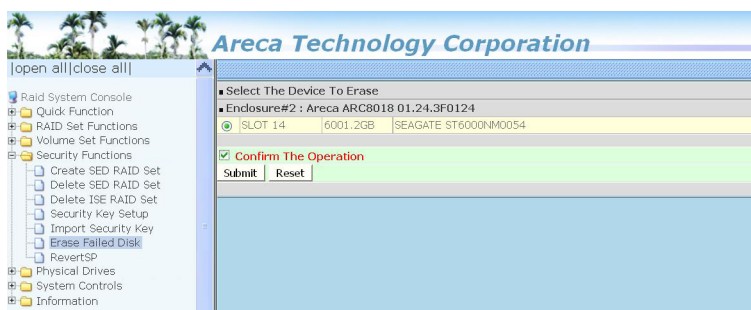 Areca Technology Corporation
|open all|close all|
Raid System Console
Quick Function
RAID Set Functions
Volume Set Functions
Security Functions
Create SED RAID Set
Delete SED RAID Set
Delete ISE RAID Set
Security Key Setup
Import Security Key
Erase Failed Disk
RevertSP
Physical Drives
System Controls
Information
Select The Device To Erase
Enclosure#2 : Areca ARC8018 01.24.3F0124
SLOT 14 6001.2GB SEAGATE ST6000NM0054
Confirm The Operation
Submit Reset